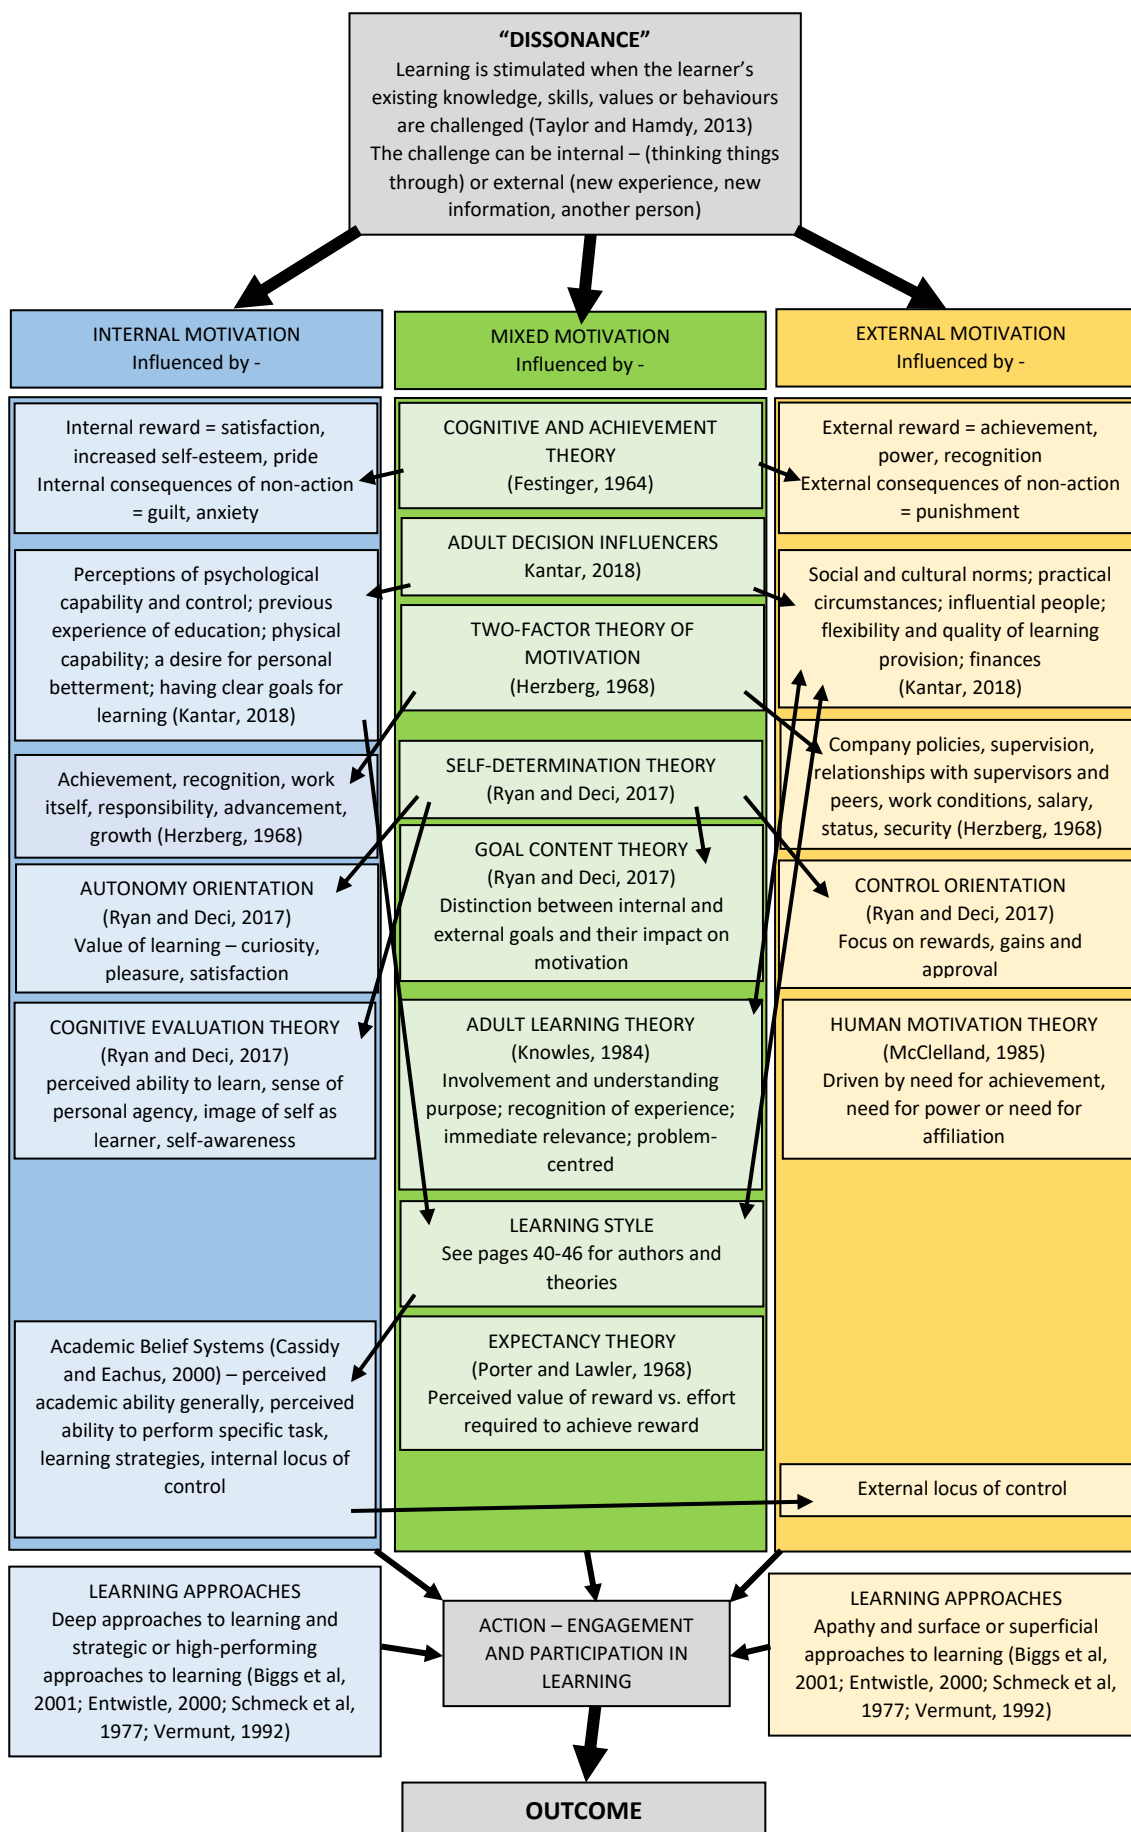 “DISSONANCE”
Learning is stimulated when the learner’s
existing knowledge, skills, values or behaviours
are challenged (Taylor and Hamdy, 2013)
The challenge can be internal – (thinking things
through) or external (new experience, new
information, another person)
INTERNAL MOTIVATION
Influenced by -
MIXED MOTIVATION
Influenced by -
EXTERNAL MOTIVATION
Influenced by -
Internal reward = satisfaction,
increased self-esteem, pride
Internal consequences of non-action
= guilt, anxiety
COGNITIVE AND ACHIEVEMENT
THEORY
(Festinger, 1964)
External reward = achievement,
power, recognition
External consequences of non-action
= punishment
Perceptions of psychological
capability and control; previous
experience of education; physical
capability; a desire for personal
betterment; having clear goals for
learning (Kantar, 2018)
ADULT DECISION INFLUENCERS
Kantar, 2018)
Social and cultural norms; practical
circumstances; influential people;
flexibility and quality of learning
provision; finances
(Kantar, 2018)
TWO-FACTOR THEORY OF
MOTIVATION
(Herzberg, 1968)
Achievement, recognition, work
itself, responsibility, advancement,
growth (Herzberg, 1968)
SELF-DETERMINATION THEORY
(Ryan and Deci, 2017)
Company policies, supervision,
relationships with supervisors and
peers, work conditions, salary,
status, security (Herzberg, 1968)
AUTONOMY ORIENTATION
(Ryan and Deci, 2017)
Value of learning – curiosity,
pleasure, satisfaction
GOAL CONTENT THEORY
(Ryan and Deci, 2017)
Distinction between internal and
external goals and their impact on
motivation
CONTROL ORIENTATION
(Ryan and Deci, 2017)
Focus on rewards, gains and
approval
COGNITIVE EVALUATION THEORY
(Ryan and Deci, 2017)
perceived ability to learn, sense of
personal agency, image of self as
learner, self-awareness
ADULT LEARNING THEORY
(Knowles, 1984)
Involvement and understanding
purpose; recognition of experience;
immediate relevance; problem-
centred
HUMAN MOTIVATION THEORY
(McClelland, 1985)
Driven by need for achievement,
need for power or need for
affiliation
LEARNING STYLE
See pages 40-46 for authors and
theories
Academic Belief Systems (Cassidy
and Eachus, 2000) – perceived
academic ability generally, perceived
ability to perform specific task,
learning strategies, internal locus of
control
EXPECTANCY THEORY
(Porter and Lawler, 1968)
Perceived value of reward vs. effort
required to achieve reward
External locus of control
LEARNING APPROACHES
Deep approaches to learning and
strategic or high-performing
approaches to learning (Biggs et al,
2001; Entwistle, 2000; Schmeck et al,
1977; Vermunt, 1992)
ACTION – ENGAGEMENT
AND PARTICIPATION IN
LEARNING
LEARNING APPROACHES
Apathy and surface or superficial
approaches to learning (Biggs et al,
2001; Entwistle, 2000; Schmeck et al,
1977; Vermunt, 1992)
OUTCOME